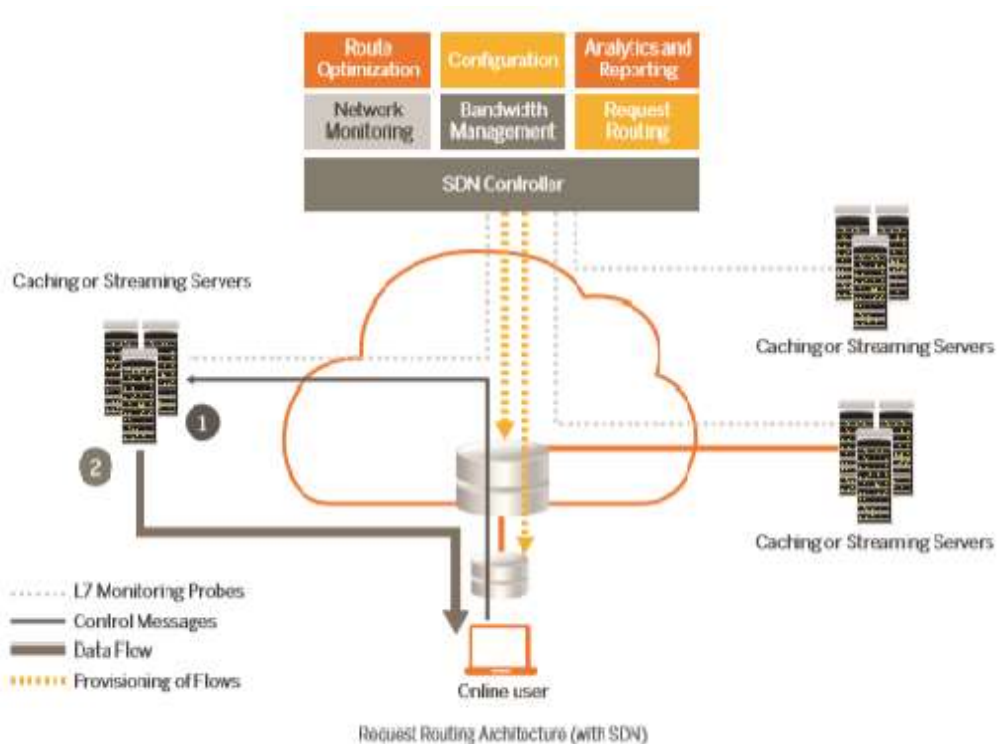 Route
Optimization
Configuration
Analytics and
Reporting
Network
Monitoring
Bandwidth
Management
Request
Routing
SDN Controller
Caching or Streaming Servers
Caching or Streaming Servers
1
2
Caching or Streaming Servers
L7 Monitoring Probes
Control Messages
Data Flow
Provisioning of Flows
Online user
Request Routing Architecture (with SDN)